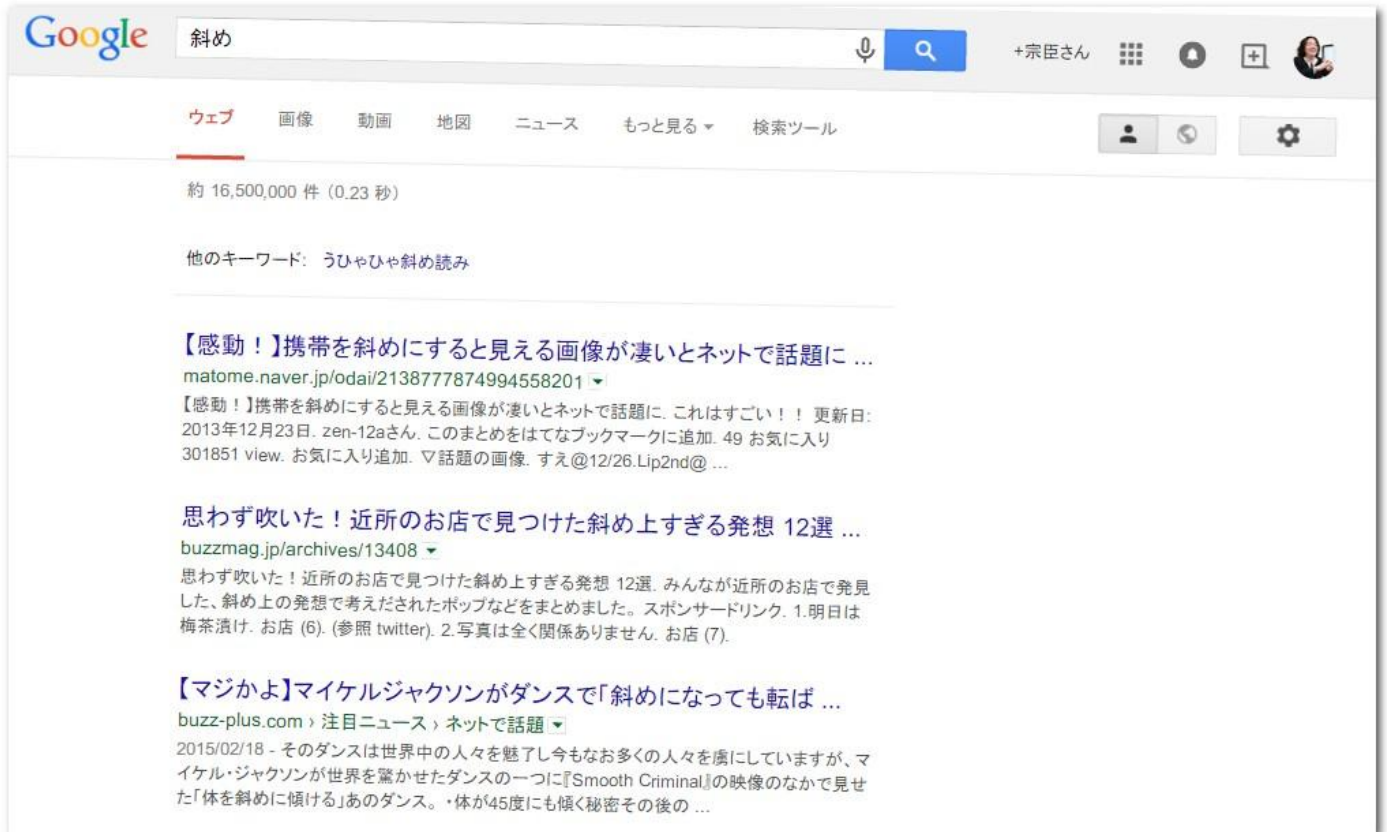 Google
斜め
+宗臣さん
ウェブ 画像 動画 地図 ニュース もっと見る 検索ツール
約 16,500,000 件 (0.23 秒)
他のキーワード: うひゃひゃ斜め読み
【感動！】携帯を斜めにすると見える画像が凄いとネットで話題に ...
matome.naver.jp/odai/2138777874994558201
【感動！】携帯を斜めにすると見える画像が凄いとネットで話題に. これはすごい！！ 更新日:
2013年12月23日. zen-12aさん. このまとめをはてなブックマークに追加. 49 お気に入り
301851 view. お気に入り追加. ▽話題の画像. すえ@12/26.Lip2nd@ ...
思わず吹いた！近所のお店で見つけた斜め上すぎる発想 12選 ...
buzzmag.jp/archives/13408
思わず吹いた！近所のお店で見つけた斜め上すぎる発想 12選. みんなが近所のお店で発見
した、斜め上の発想で考えだされたポップなどをまとめました。スポンサードリンク. 1.明日は
梅茶漬け. お店 (6). (参照 twitter). 2.写真は全く関係ありません. お店 (7).
【マジかよ】マイケルジャクソンがダンスで「斜めになっても転ば ...
buzz-plus.com › 注目ニュース › ネットで話題
2015/02/18 - そのダンスは世界中の人々を魅了し今もなお多くの人々を虜にしていますが、マ
イケル・ジャクソンが世界を驚かせたダンスの一つに『Smooth Criminal』の映像のなかで見せ
た「体を斜めに傾ける」あのダンス。・体が45度にも傾く秘密その後の ...